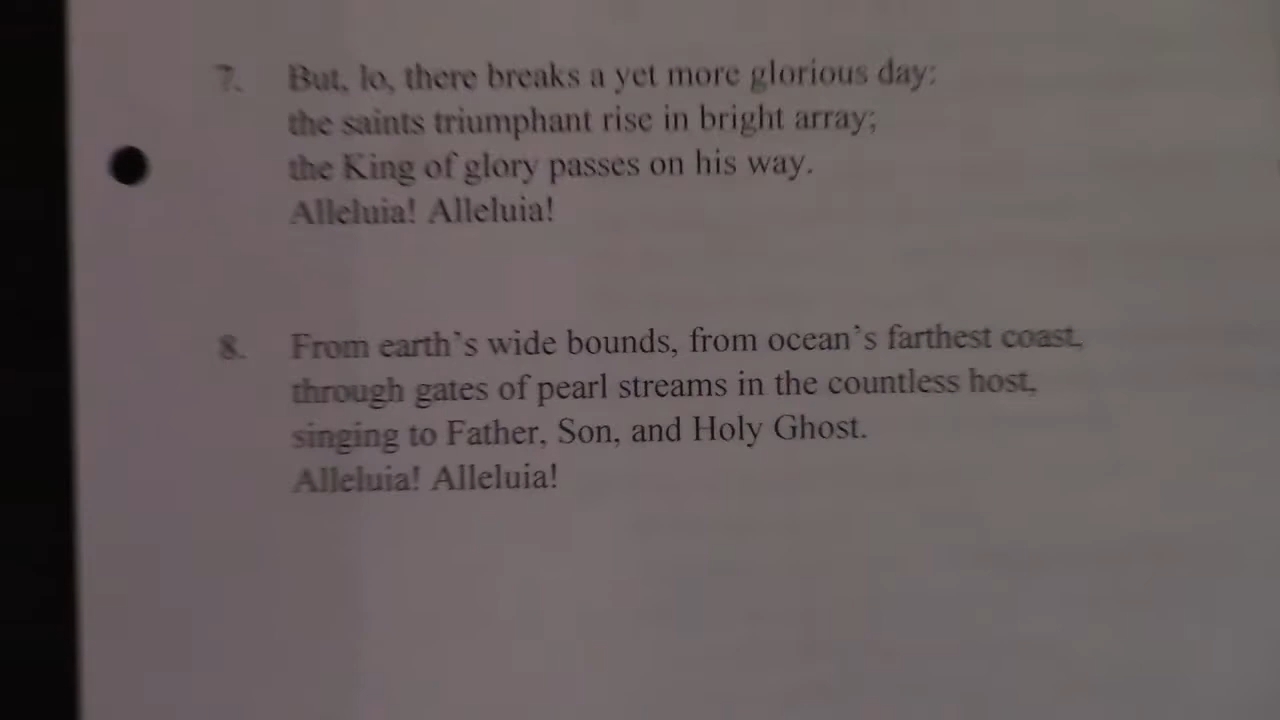 7. But, lo, there breaks a yet more glorious day:
the saints triumphant rise in bright array;
the King of glory passes on his way.
Alleluia! Alleluia!
8. From earth's wide bounds, from ocean's farthest coast,
through gates of pearl streams in the countless host,
singing to Father, Son, and Holy Ghost.
Alleluia! Alleluia!